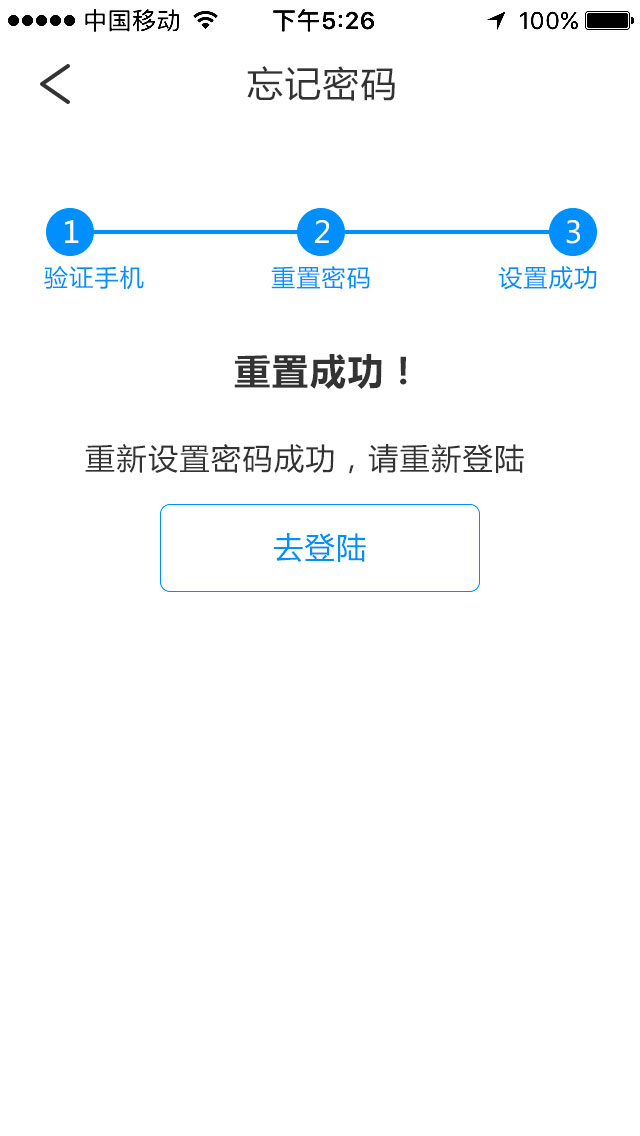 中国移动 下午5:26 100%
忘记密码
1 2 3
验证手机 重置密码 设置成功
重置成功！
重新设置密码成功，请重新登陆
去登陆